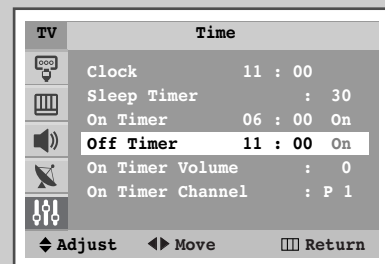 TV Time
Clock 11 : 00
Sleep Timer : 30
On Timer 06 : 00 On
Off Timer 11 : 00 On
On Timer Volume : 0
On Timer Channel : P 1
Adjust Move Return